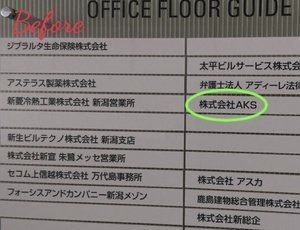 Before
OFFICE FLOOR GUIDE
ジブラルタ生命保険株式会社
太平ビルサービス株式会
アステラス製薬株式会社
弁護士法人 アディーレ法
新菱冷熱工業株式会社 新潟営業所
株式会社AKS
新生ビルテクノ株式会社 新潟支店
株式会社新宣 朱鷺メッセ営業所
セコム上信越株式会社 万代島事務所
株式会社 アスカ
フォーシスアンドカンパニー新潟メゾン
鹿島建物総合管理株式会
株式会社新総企